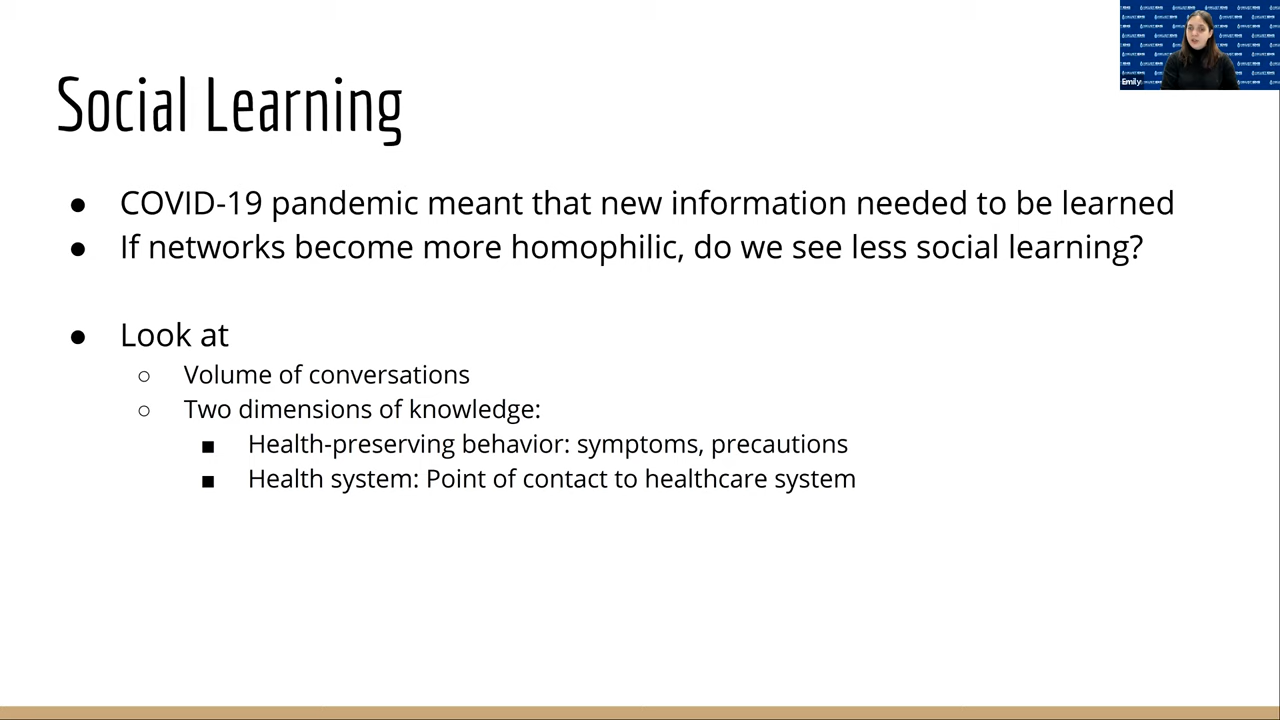 Social Learning
● COVID-19 pandemic meant that new information needed to be learned
● If networks become more homophilic, do we see less social learning?
● Look at
○ Volume of conversations
○ Two dimensions of knowledge:
■ Health-preserving behavior: symptoms, precautions
■ Health system: Point of contact to healthcare system
Emily